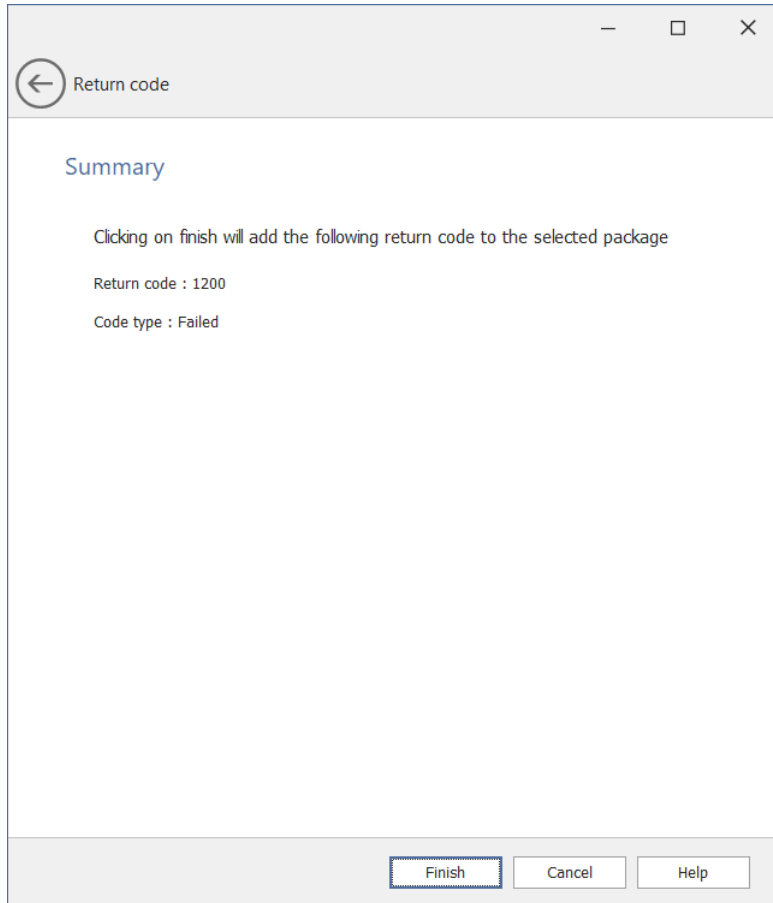 Return code
Summary
Clicking on finish will add the following return code to the selected package
Return code : 1200
Code type : Failed
Finish Cancel Help